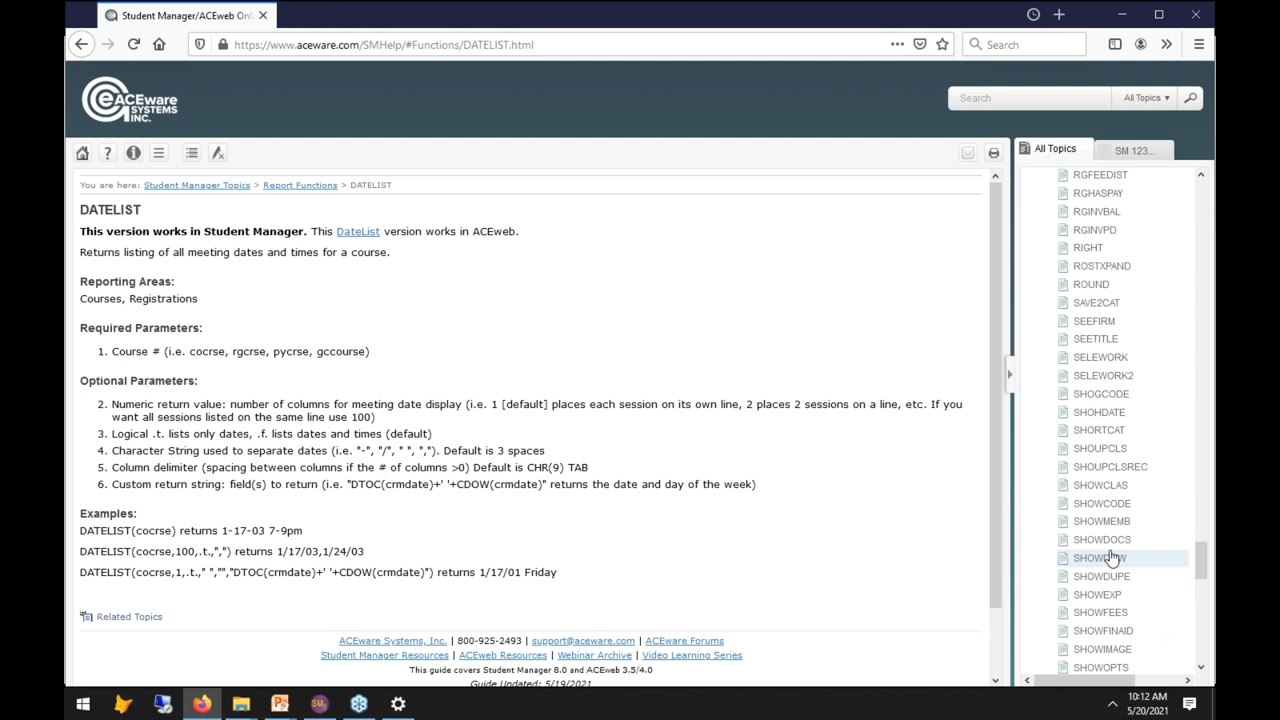 Student Manager/ACEweb Onli
https://www.aceware.com/SMHelp/#Functions/DATELIST.html
Search
ACEware
SYSTEMS
INC.
Search
All Topics
All Topics
SM 123...
You are here: Student Manager Topics > Report Functions > DATELIST
DATELIST
This version works in Student Manager. This DateList version works in ACEweb.
Returns listing of all meeting dates and times for a course.
Reporting Areas:
Courses, Registrations
Required Parameters:
1. Course # (i.e. cocrse, rgcrse, pycrse, gccourse)
Optional Parameters:
2. Numeric return value: number of columns for meeting date display (i.e. 1 [default] places each session on its own line, 2 places 2 sessions on a line, etc. If you
want all sessions listed on the same line use 100)
3. Logical .t. lists only dates, .f. lists dates and times (default)
4. Character String used to separate dates (i.e. "-", "/", " ", ","). Default is 3 spaces
5. Column delimiter (spacing between columns if the # of columns >0) Default is CHR(9) TAB
6. Custom return string: field(s) to return (i.e. "DTOC(crmdate)+' '+CDOW(crmdate)" returns the date and day of the week)
Examples:
DATELIST(cocrse) returns 1-17-03 7-9pm
DATELIST(cocrse,100,.t.,",") returns 1/17/03,1/24/03
DATELIST(cocrse,1,.t.," ","","DTOC(crmdate)+' '+CDOW(crmdate)") returns 1/17/01 Friday
Related Topics
ACEware Systems, Inc. | 800-925-2493 | support@aceware.com | ACEware Forums
Student Manager Resources | ACEweb Resources | Webinar Archive | Video Learning Series
This guide covers Student Manager 8.0 and ACEweb 3.5/4.0
Guide Updated: 5/19/2021
RGFEEDIST
RGHASPAY
RGINVBAL
RGINVPD
RIGHT
ROSTXPAND
ROUND
SAVE2CAT
SEEFIRM
SEETITLE
SELEWORK
SELEWORK2
SHOGCODE
SHOHDATE
SHORTCAT
SHOUPCLS
SHOUPCLSREC
SHOWCLAS
SHOWCODE
SHOWMEMB
SHOWDOCS
SHOWDUPE
SHOWEXP
SHOWFEES
SHOWFINAID
SHOWIMAGE
SHOWOPTS
SM
10:12 AM
5/20/2021